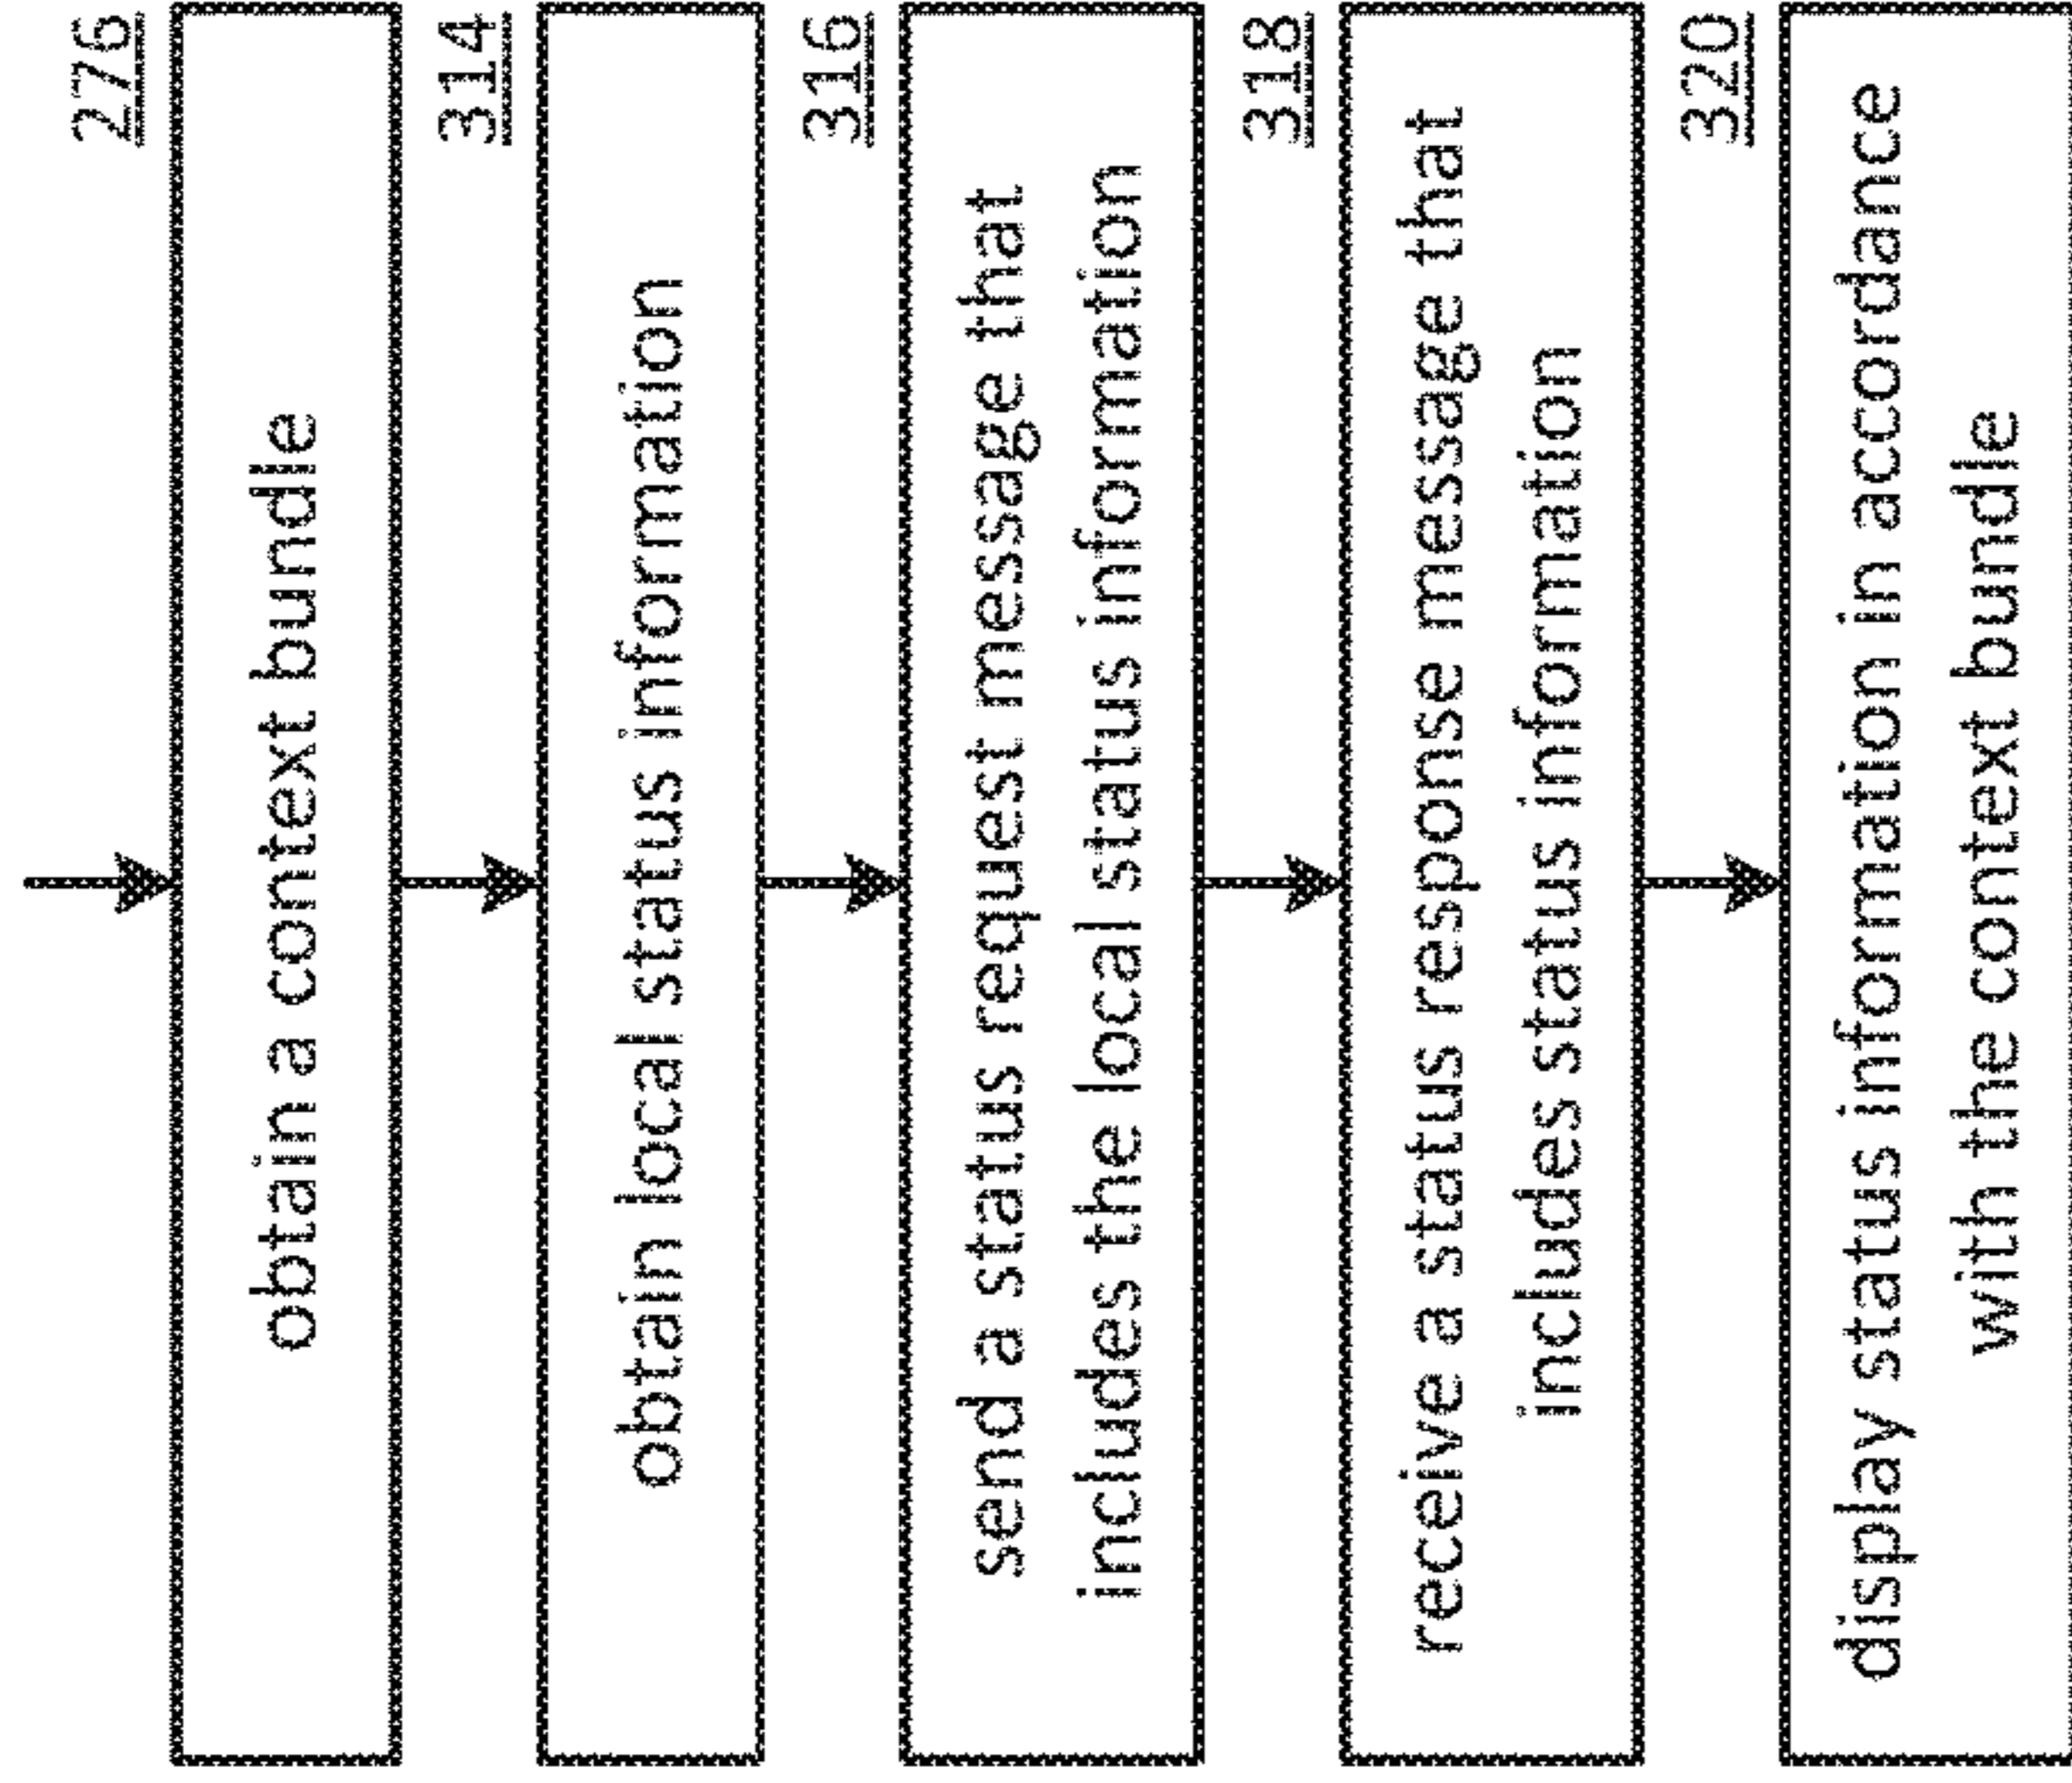 276
obtain a context bundle
314
obtain local status information
316
send a status request message that
includes the local status information
318
receive a status response message that
includes status information
320
display status information in accordance
with the context bundle